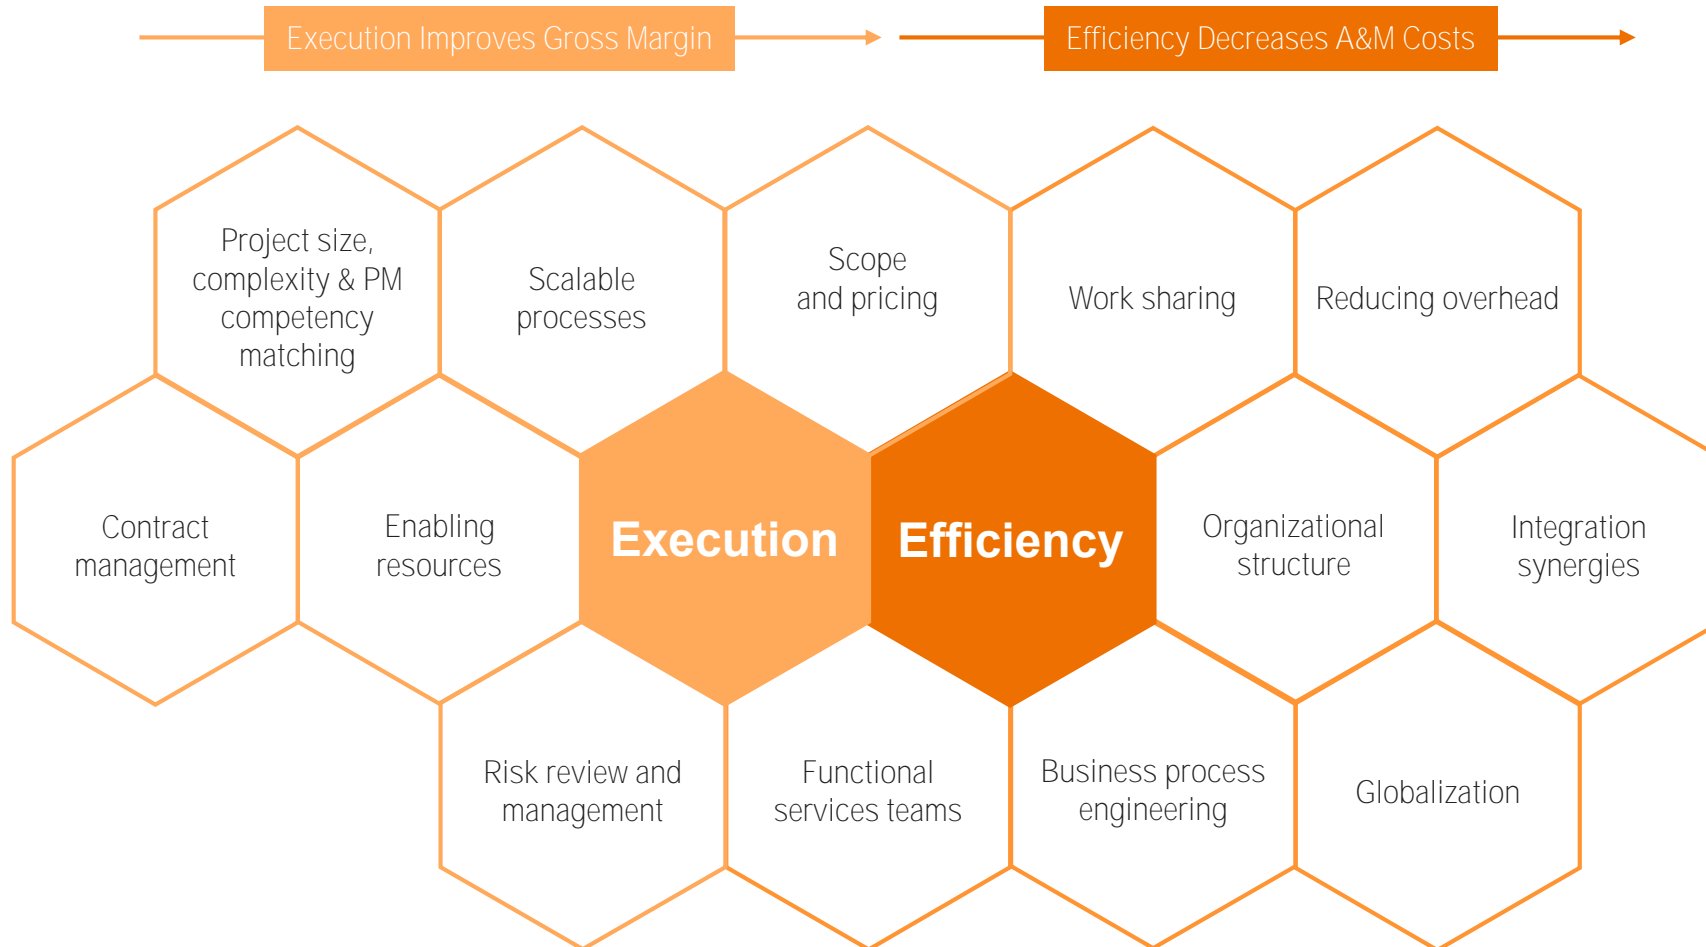 Execution Improves Gross Margin
Efficiency Decreases A&M Costs
Project size,
complexity & PM
competency
matching
Scalable
processes
Scope
and pricing
Work sharing
Reducing overhead
Contract
management
Enabling
resources
Execution
Efficiency
Organizational
structure
Integration
synergies
Risk review and
management
Functional
services teams
Business process
engineering
Globalization